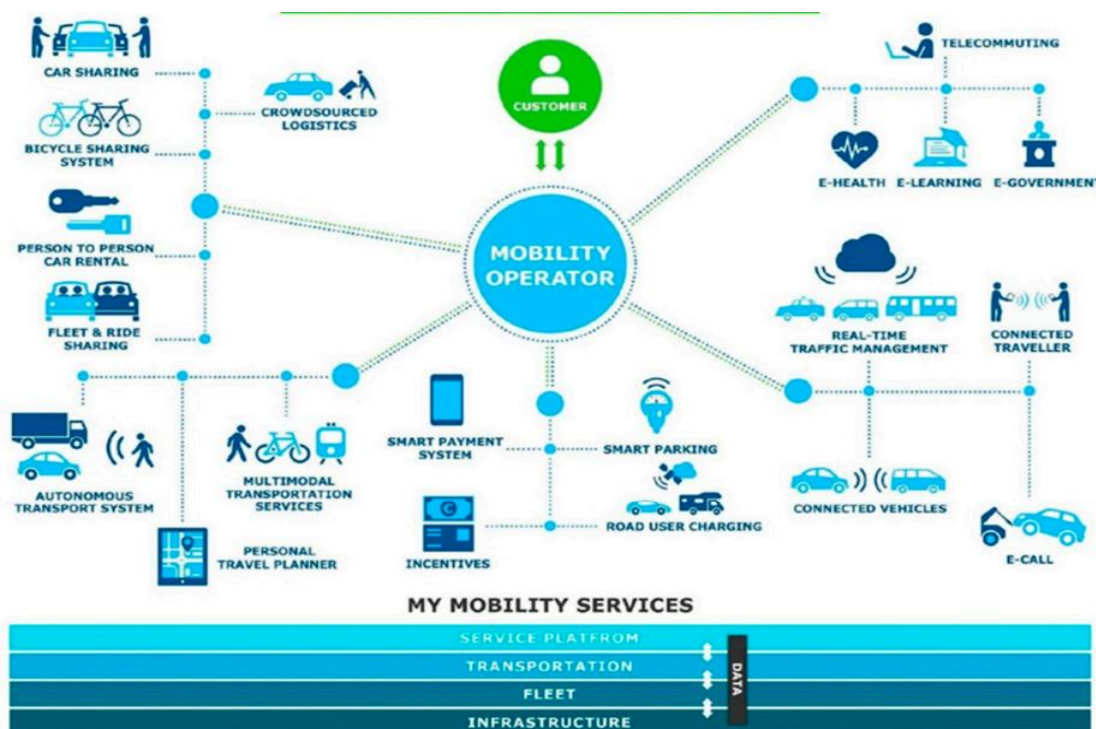 CAR SHARING
CROWDSOURCED
LOGISTICS
BICYCLE SHARING
SYSTEM
PERSON TO PERSON
CAR RENTAL
FLEET & RIDE
SHARING
CUSTOMER
MOBILITY
OPERATOR
TELECOMMUTING
E-HEALTH
E-LEARNING
E-GOVERNMENT
REAL-TIME
TRAFFIC MANAGEMENT
CONNECTED
TRAVELLER
CONNECTED VEHICLES
E-CALL
AUTONOMOUS
TRANSPORT SYSTEM
MULTIMODAL
TRANSPORTATION
SERVICES
PERSONAL
TRAVEL PLANNER
SMART PAYMENT
SYSTEM
SMART PARKING
€
INCENTIVES
ROAD USER CHARGING
MY MOBILITY SERVICES
SERVICE PLATFROM
TRANSPORTATION
FLEET
INFRASTRUCTURE
DATA